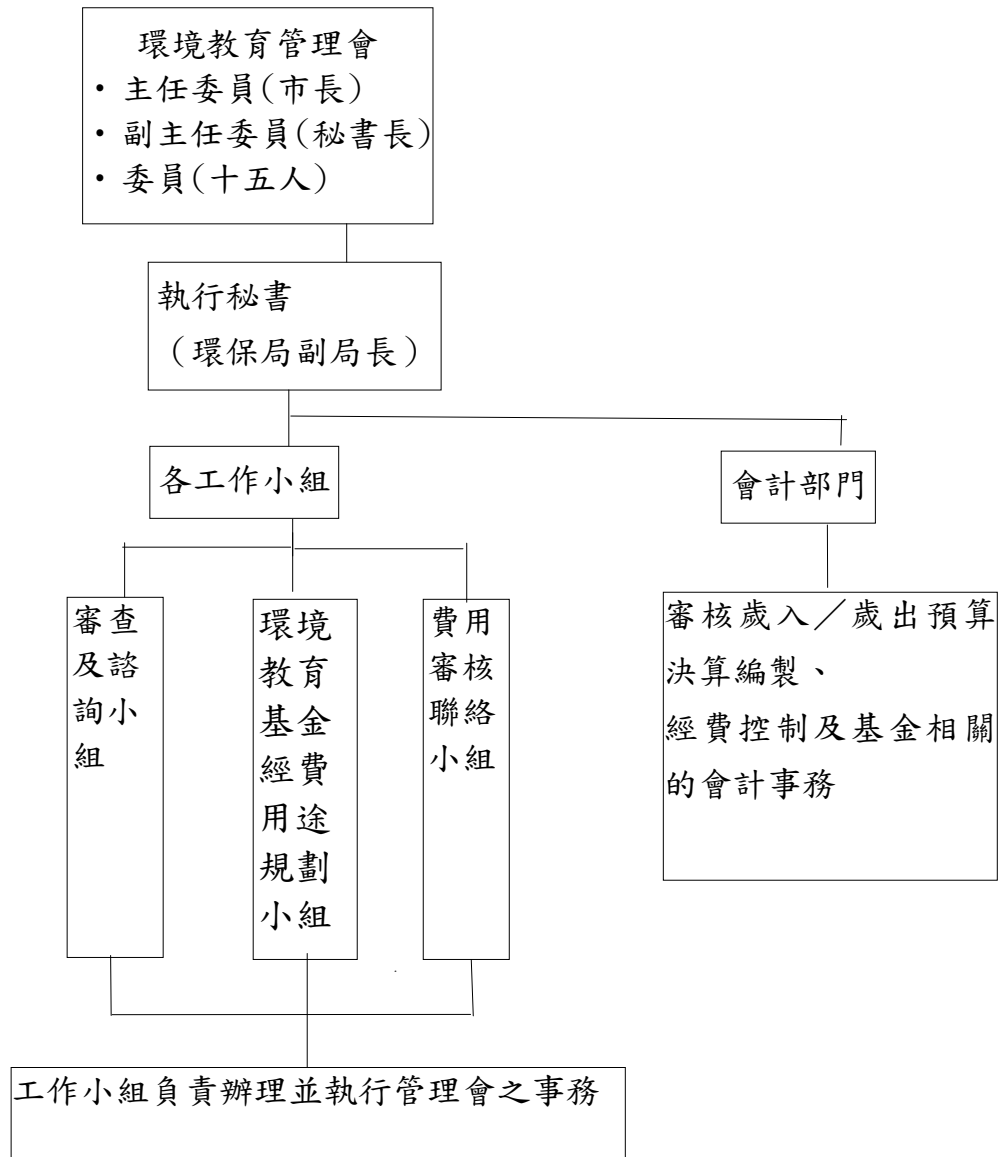 環境教育管理會
・主任委員(市長)
・副主任委員(秘書長)
・委員(十五人)
執行秘書
（環保局副局長）
各工作小組
會計部門
審查
及諮
詢小
組
環境
教育
基金
經費
用途
規劃
小組
費用
審核
聯絡
小組
審核歲入／歲出預算
決算編製、
經費控制及基金相關
的會計事務
工作小組負責辦理並執行管理會之事務